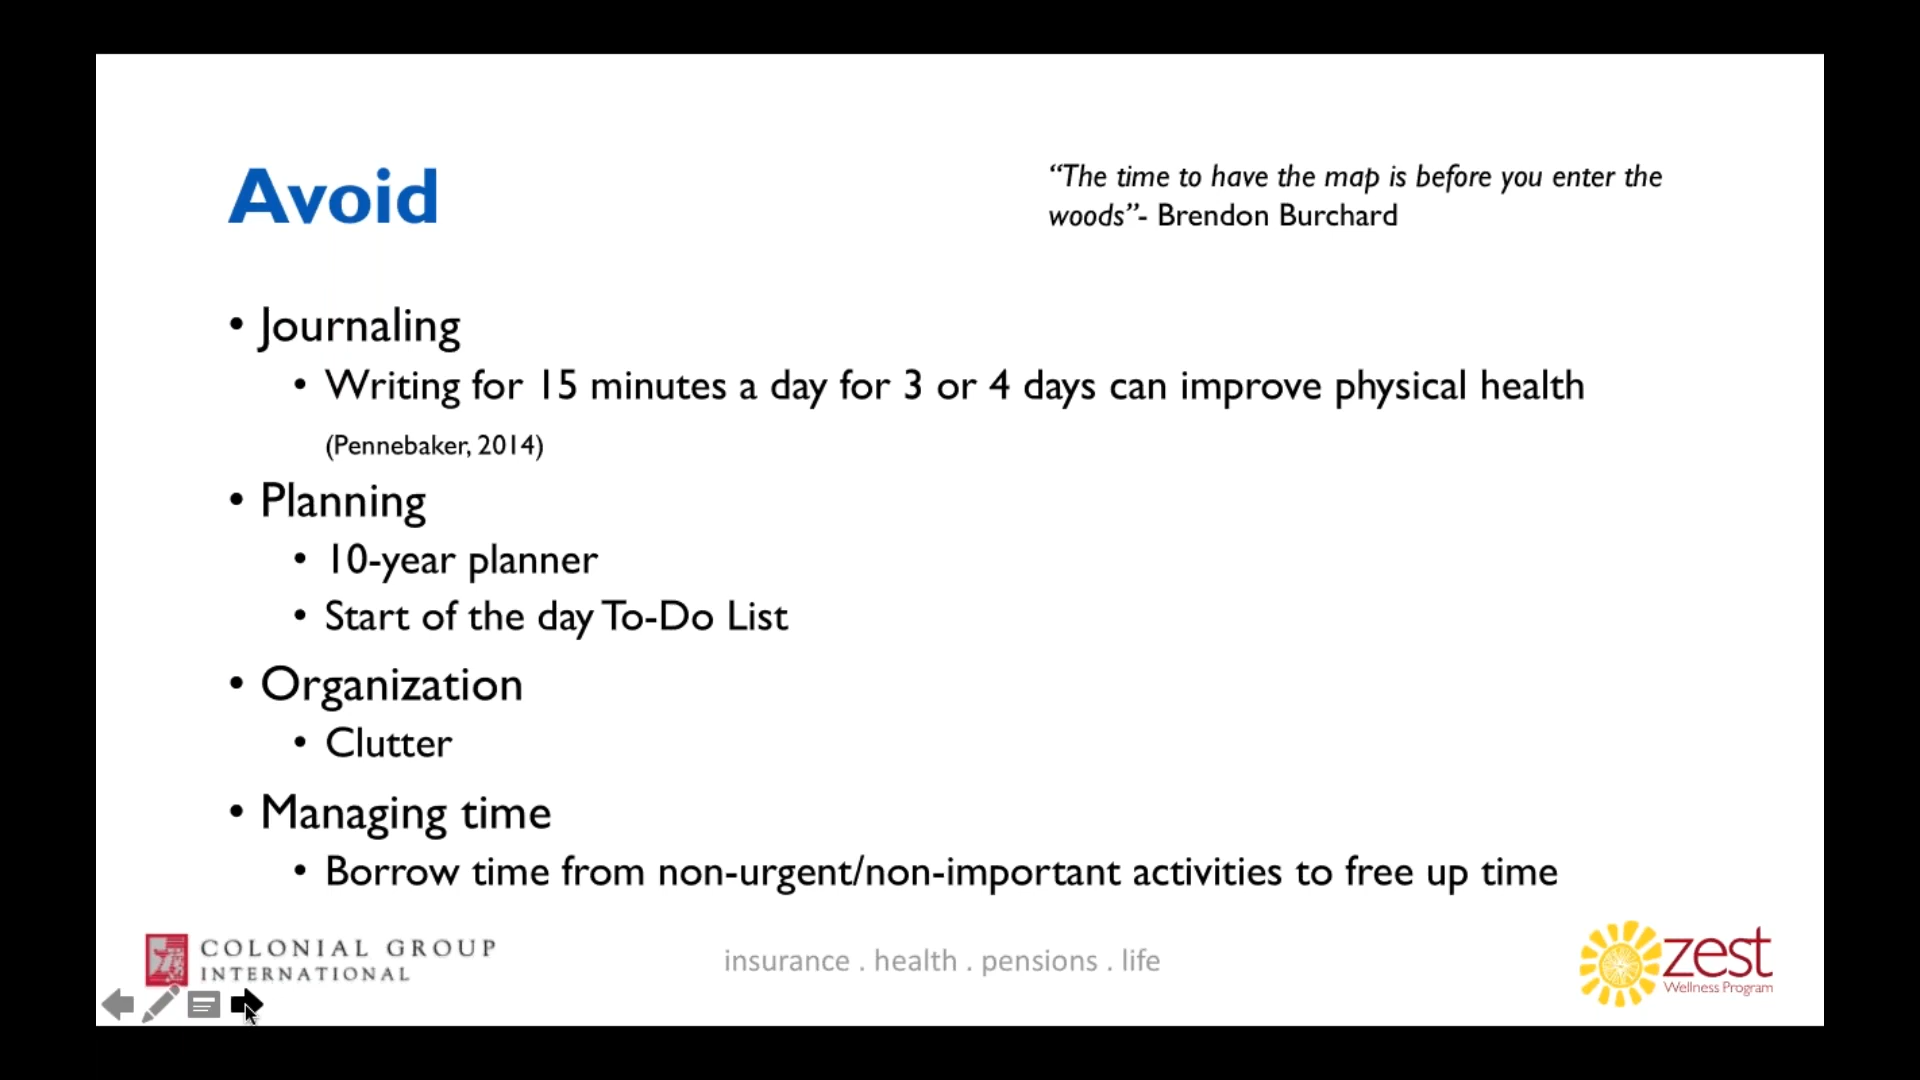 Avoid
“The time to have the map is before you enter the
woods”- Brendon Burchard
• Journaling
• Writing for 15 minutes a day for 3 or 4 days can improve physical health
(Pennebaker, 2014)
• Planning
• 10-year planner
• Start of the day To-Do List
• Organization
• Clutter
• Managing time
• Borrow time from non-urgent/non-important activities to free up time
COLONIAL GROUP
INTERNATIONAL
insurance . health . pensions . life
zest
Wellness Program